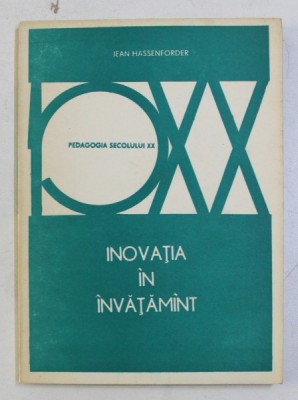 JEAN HASSENFORDER
PEDAGOGIA SECOLULUI XX
XX
INOVAŢIA
ÎN
ÎNVĂŢĂMÎNT